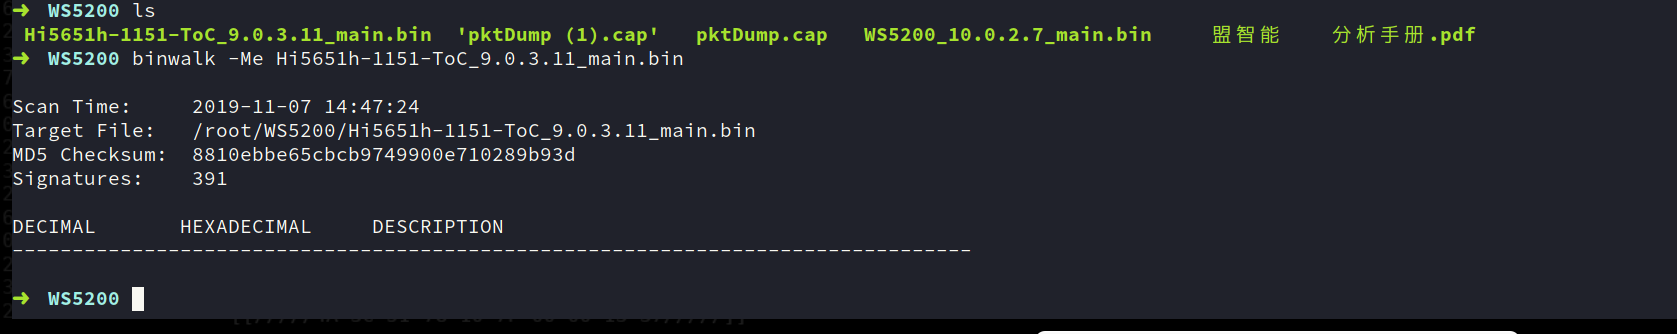 ➜ WS5200 ls
Hi5651h-1151-ToC_9.0.3.11_main.bin 'pktDump (1).cap' pktDump.cap WS5200_10.0.2.7_main.bin 盟智能 分析手册.pdf
➜ WS5200 binwalk -Me Hi5651h-1151-ToC_9.0.3.11_main.bin
Scan Time: 2019-11-07 14:47:24
Target File: /root/WS5200/Hi5651h-1151-ToC_9.0.3.11_main.bin
MD5 Checksum: 8810ebbe65cbcb9749900e710289b93d
Signatures: 391
DECIMAL HEXADECIMAL DESCRIPTION
--------------------------------------------------------------------------------
➜ WS5200